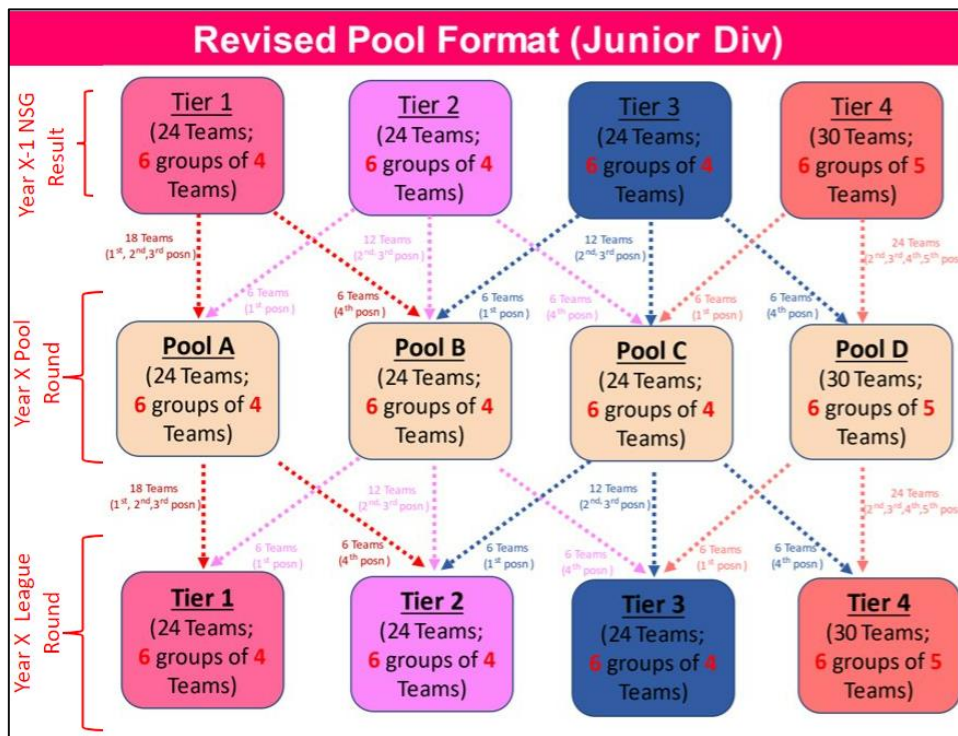 Revised Pool Format (Junior Div)
Year X-1 NSG
Result
Tier 1
(24 Teams;
6 groups of 4
Teams)
Tier 2
(24 Teams;
6 groups of 4
Teams)
Tier 3
(24 Teams;
6 groups of 4
Teams)
Tier 4
(30 Teams;
6 groups of 5
Teams)
18 Teams
(1st, 2nd,3rd posn)
12 Teams
(2nd, 3rd posn)
12 Teams
(2nd, 3rd posn)
24 Teams
(2nd,3rd,4th,5th pos
6 Teams
(1st posn)
6 Teams
(4th posn)
6 Teams
(1st posn)
6 Teams
(4th posn)
6 Teams
(1st posn)
6 Teams
(4th posn)
Year X Pool
Round
Pool A
(24 Teams;
6 groups of 4
Teams)
Pool B
(24 Teams;
6 groups of 4
Teams)
Pool C
(24 Teams;
6 groups of 4
Teams)
Pool D
(30 Teams;
6 groups of 5
Teams)
18 Teams
(1st, 2nd,3rd posn)
12 Teams
(2nd, 3rd posn)
12 Teams
(2nd, 3rd posn)
24 Teams
(2nd,3rd,4th,5th pos
6 Teams
(1st posn)
6 Teams
(4th posn)
6 Teams
(1st posn)
6 Teams
(4th posn)
6 Teams
(1st posn)
6 Teams
(4th posn)
Year X League
Round
Tier 1
(24 Teams;
6 groups of 4
Teams)
Tier 2
(24 Teams;
6 groups of 4
Teams)
Tier 3
(24 Teams;
6 groups of 4
Teams)
Tier 4
(30 Teams;
6 groups of 5
Teams)